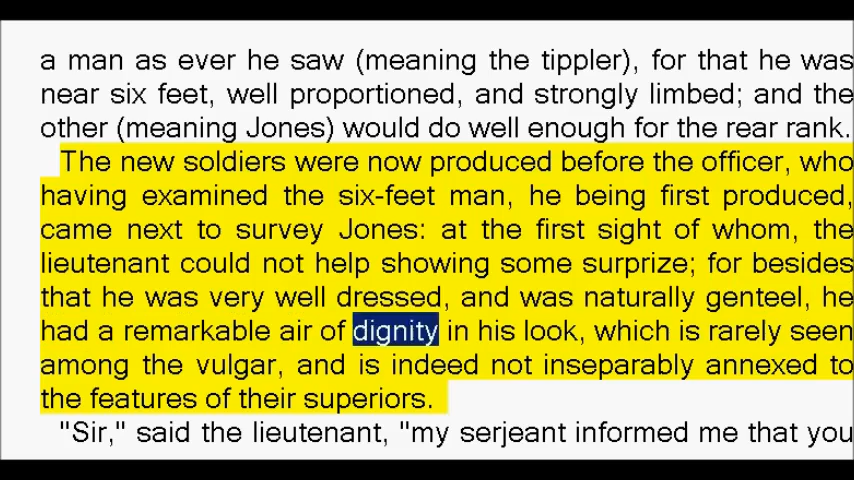 a man as ever he saw (meaning the tippler), for that he was
near six feet, well proportioned, and strongly limbed; and the
other (meaning Jones) would do well enough for the rear rank.
The new soldiers were now produced before the officer, who
having examined the six-feet man, he being first produced,
came next to survey Jones: at the first sight of whom, the
lieutenant could not help showing some surprize; for besides
that he was very well dressed, and was naturally genteel, he
had a remarkable air of dignity in his look, which is rarely seen
among the vulgar, and is indeed not inseparably annexed to
the features of their superiors.
"Sir," said the lieutenant, "my serjeant informed me that you